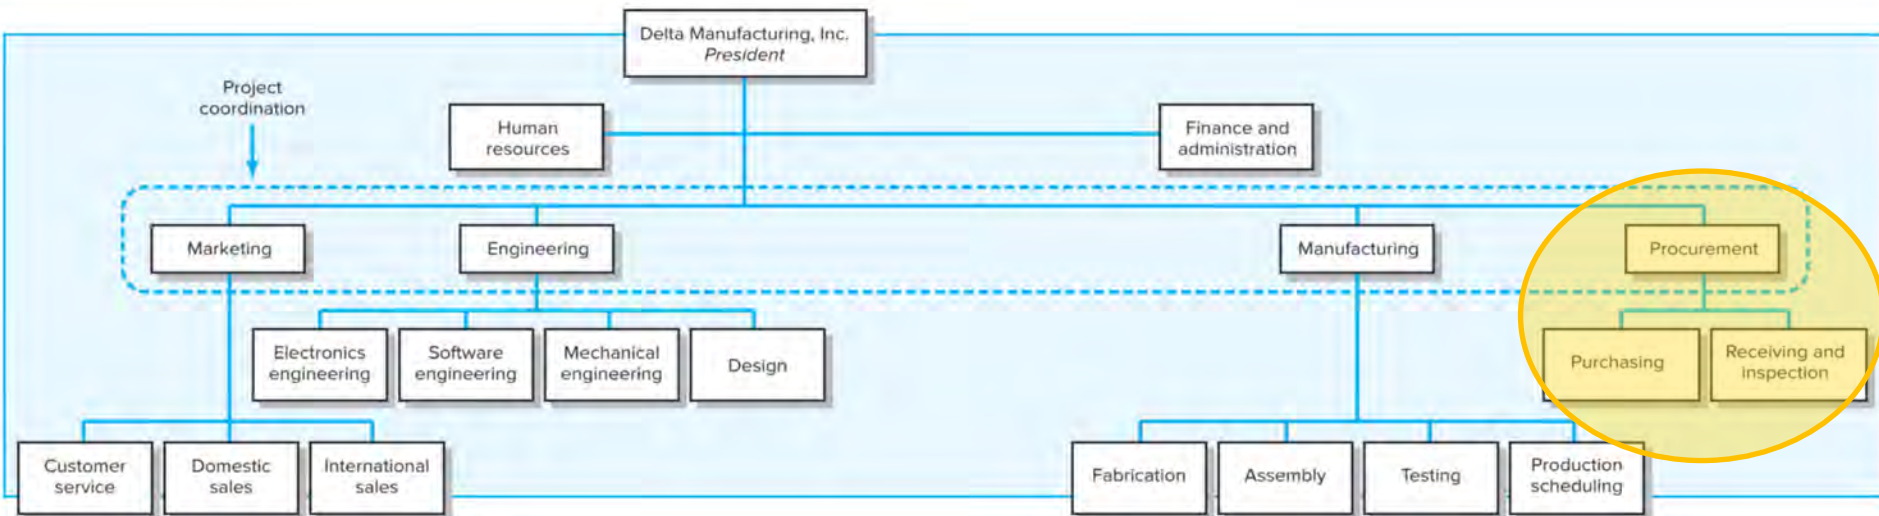 Delta Manufacturing, Inc.
President
Project
coordination
Human
resources
Finance and
administration
Marketing
Engineering
Manufacturing
Procurement
Electronics
engineering
Software
engineering
Mechanical
engineering
Design
Purchasing
Receiving and
inspection
Customer
service
Domestic
sales
International
sales
Fabrication
Assembly
Testing
Production
scheduling